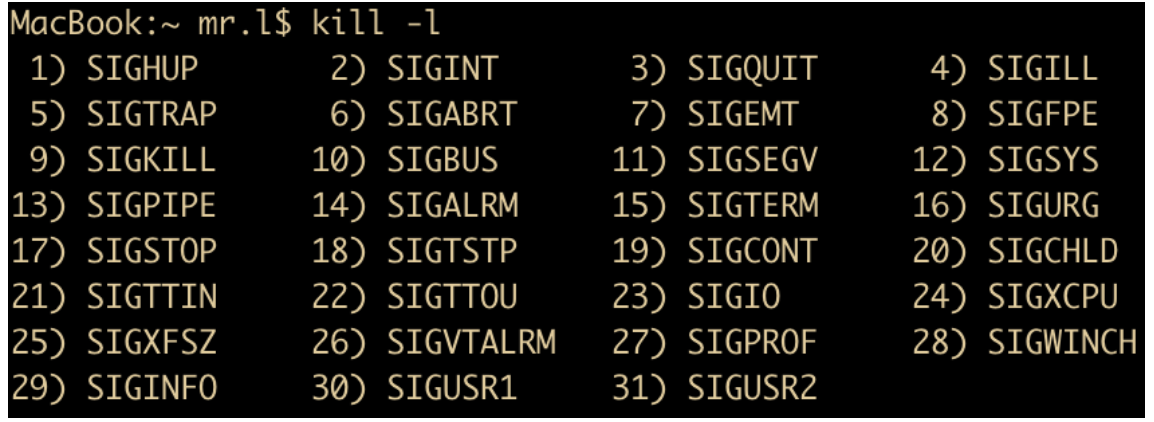 MacBook:~ mr.l$ kill -l
 1) SIGHUP       2) SIGINT       3) SIGQUIT      4) SIGILL
 5) SIGTRAP      6) SIGABRT      7) SIGEMT       8) SIGFPE
 9) SIGKILL     10) SIGBUS      11) SIGSEGV     12) SIGSYS
13) SIGPIPE     14) SIGALRM     15) SIGTERM     16) SIGURG
17) SIGSTOP     18) SIGTSTP     19) SIGCONT     20) SIGCHLD
21) SIGTTIN     22) SIGTTOU     23) SIGIO       24) SIGXCPU
25) SIGXFSZ     26) SIGVTALRM   27) SIGPROF     28) SIGWINCH
29) SIGINFO     30) SIGUSR1     31) SIGUSR2